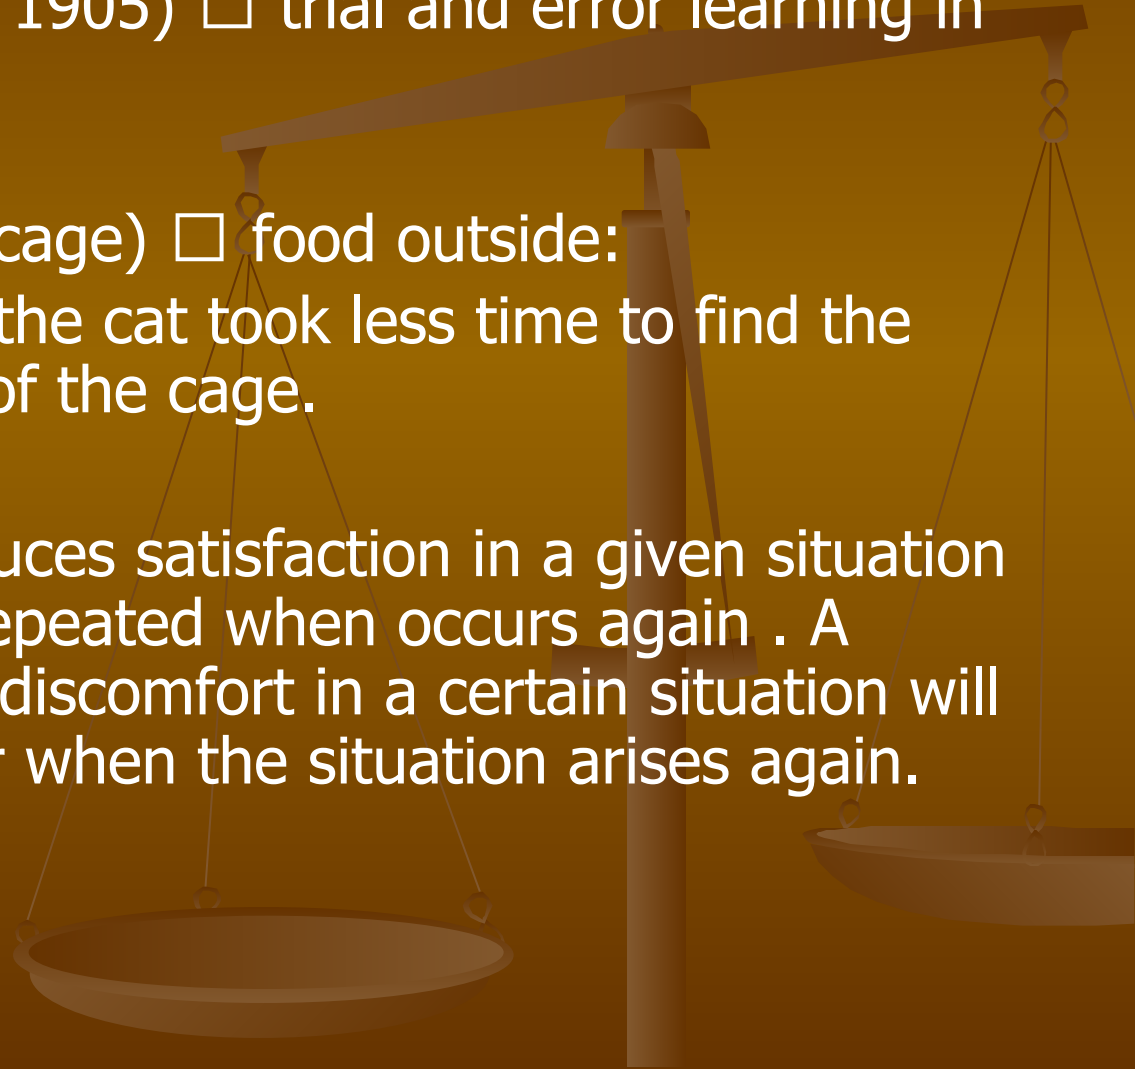 1905) □ trial and error learning in
cage) □ food outside:
the cat took less time to find the
of the cage.
uces satisfaction in a given situation
epeated when occurs again . A
discomfort in a certain situation will
when the situation arises again.